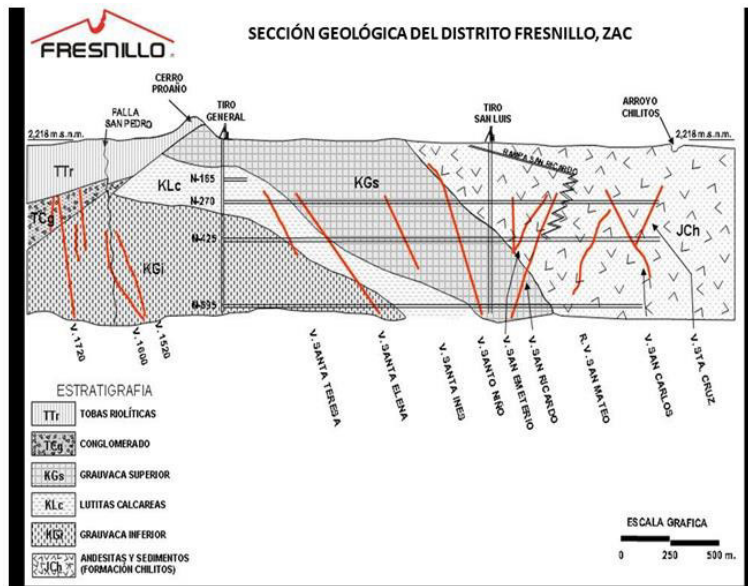 FRESNILLO
SECCIÓN GEOLÓGICA DEL DISTRITO FRESNILLO, ZAC
CERRO
PROAÑO
FALLA
SAN PEDRO
TIRO
GENERAL
TIRO
SAN LUIS
ARROYO
CHILITOS
2,216 m.s.n.m.
2,216 m.s.n.m.
RAMPA SAN RICARDO
TTr
TCg
KLc
KGs
KGi
JCh
N-165
N-270
N-425
V. 1720
V. 1600
V. 1520
V. SANTA TERESA
V. SANTA ELENA
V. SANTA INES
V. SANTO NIÑO
V. SAN EMETERIO
V. SAN RICARDO
R. V. SAN MATEO
V. SAN CARLOS
V. STA. CRUZ
ESTRATIGRAFIA
TTr TOBAS RIOLÍTICAS
TCg CONGLOMERADO
KGs GRAUVACA SUPERIOR
KLc LUTITAS CALCAREAS
KGi GRAUVACA INFERIOR
JCh ANDESITAS Y SEDIMENTOS
(FORMACIÓN CHILITOS)
ESCALA GRAFICA
0 250 500 m.